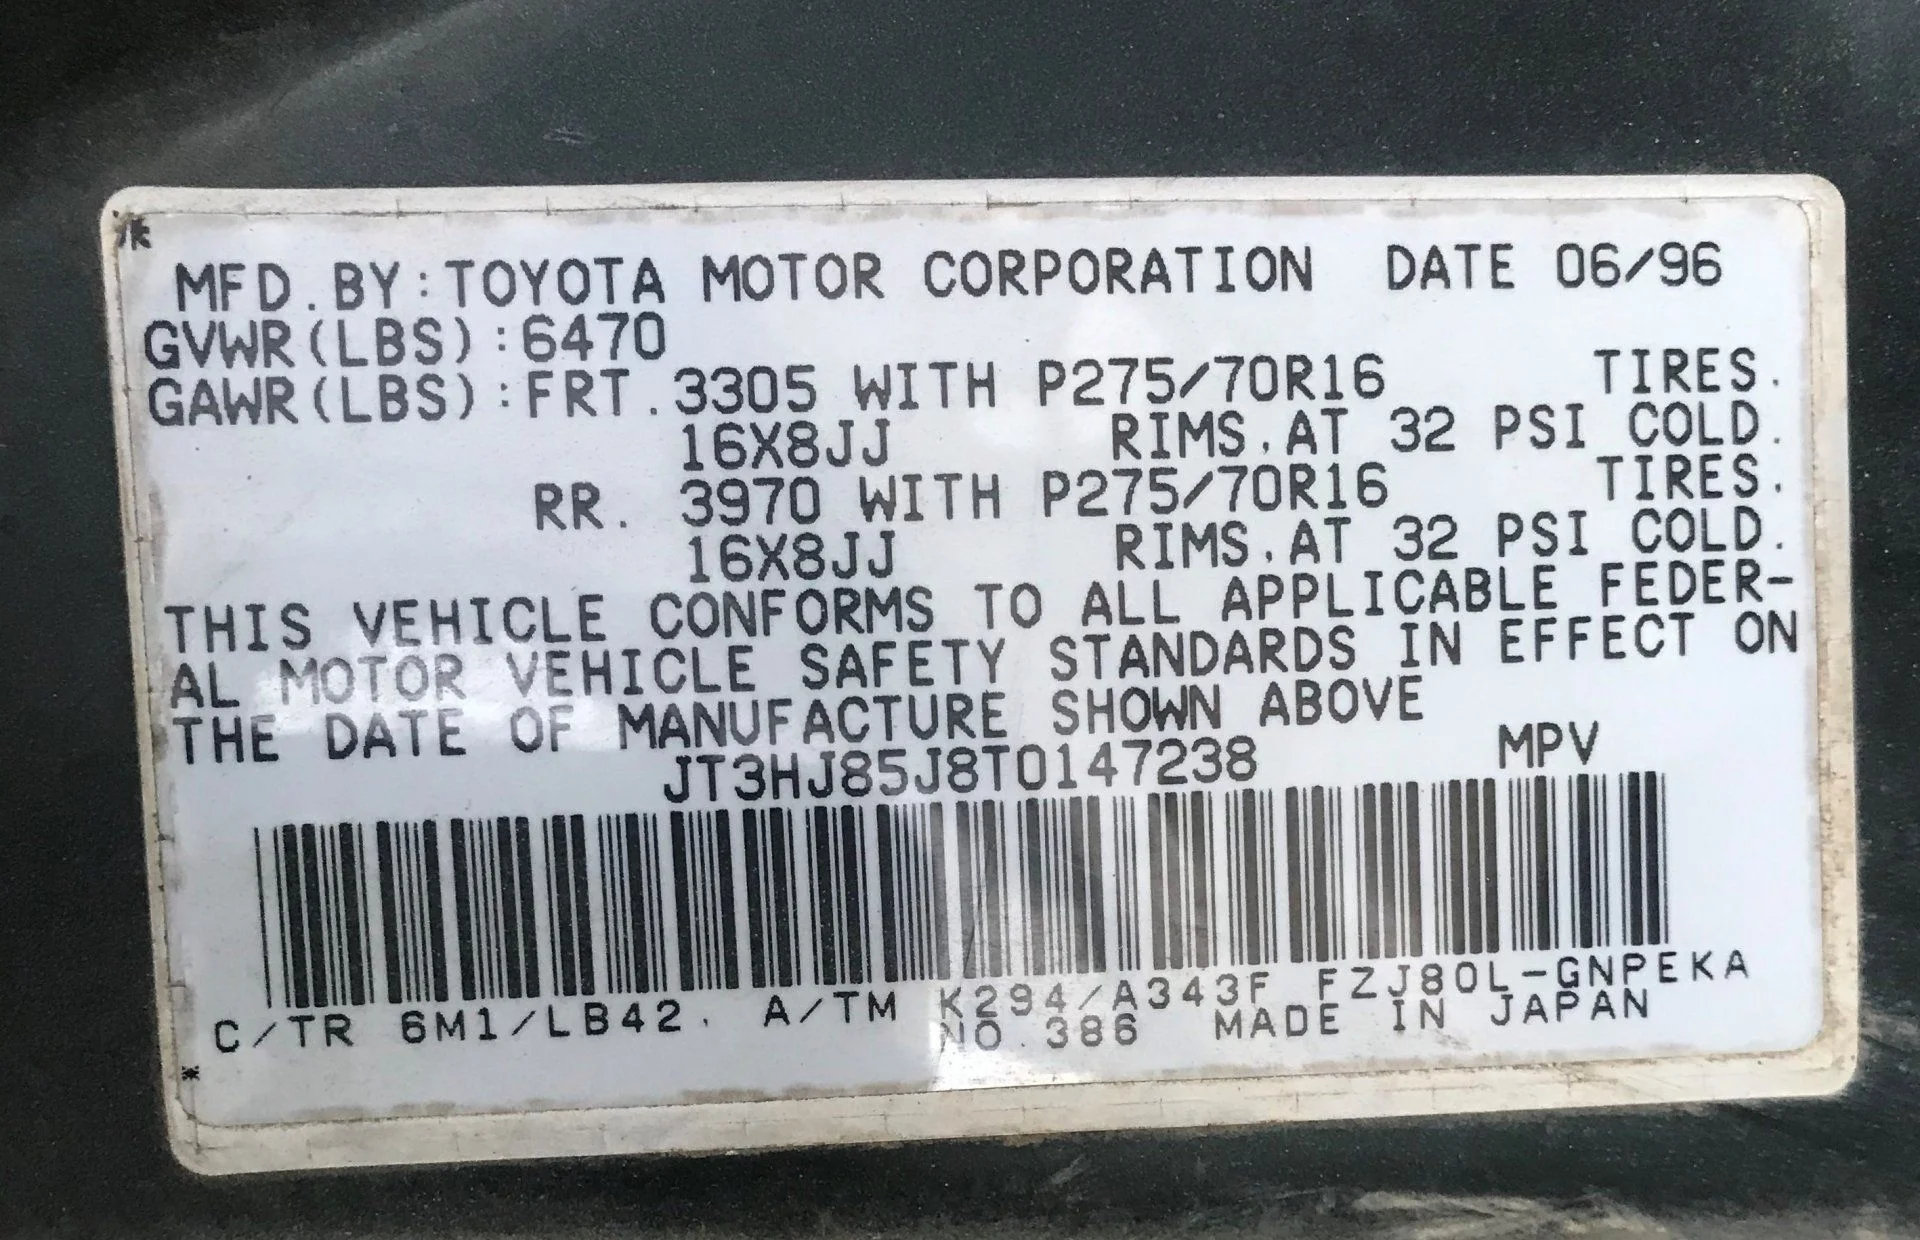 MFD.BY:TOYOTA MOTOR CORPORATION DATE 06/96
GVWR(LBS):6470
GAWR(LBS):FRT.3305 WITH P275/70R16 TIRES.
16X8JJ RIMS.AT 32 PSI COLD.
RR. 3970 WITH P275/70R16 TIRES.
16X8JJ RIMS.AT 32 PSI COLD.
THIS VEHICLE CONFORMS TO ALL APPLICABLE FEDER-
AL MOTOR VEHICLE SAFETY STANDARDS IN EFFECT ON
THE DATE OF MANUFACTURE SHOWN ABOVE
JT3HJ85J8T0147238 MPV
C/TR 6M1/LB42. A/TM K294/A343F FZJ80L-GNPEKA
NO.386 MADE IN JAPAN